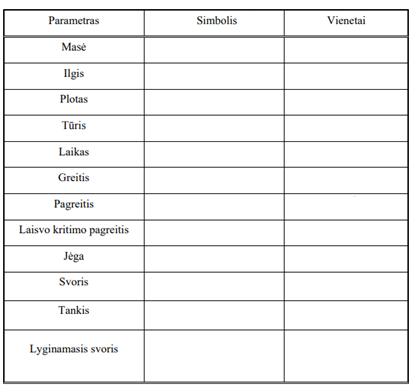 Parametras Simbolis Vienetai
Masė
Ilgis
Plotas
Tūris
Laikas
Greitis
Pagreitis
Laisvo kritimo pagreitis
Jėga
Svoris
Tankis
Lyginamasis svoris